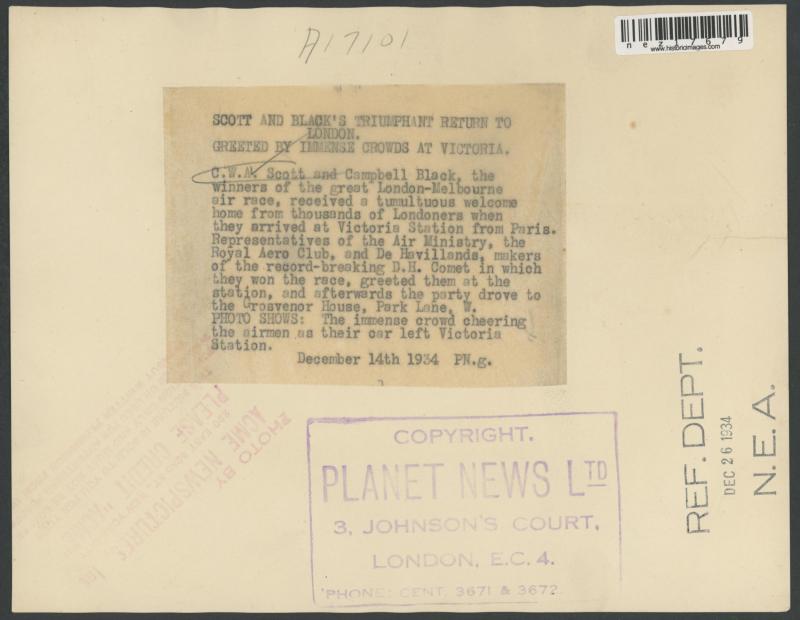 A17101
nez17679
www.historicimages.com
SCOTT AND BLACK'S TRIUMPHANT RETURN TO
LONDON.
GREETED BY IMMENSE CROWDS AT VICTORIA.
C.W.A. Scott and Campbell Black, the
winners of the great London-Melbourne
air race, received a tumultuous welcome
home from thousands of Londoners when
they arrived at Victoria Station from Paris.
Representatives of the Air Ministry, the
Royal Aero Club, and De Havillands, makers
of the record-breaking D.H. Comet in which
they won the race, greeted them at the
station, and afterwards the party drove to
the Grosvenor House, Park Lane, W.
PHOTO SHOWS: The immense crowd cheering
the airmen as their car left Victoria
Station.
December 14th 1934 PN.g.
PHOTO BY
ACME NEWSPICTURES
PLEASE
COPYRIGHT.
PLANET NEWS LTD
3, JOHNSON'S COURT,
LONDON, E.C. 4.
'PHONE: CENT. 3671 & 3672.
REF. DEPT.
DEC 26 1934
N. E. A.